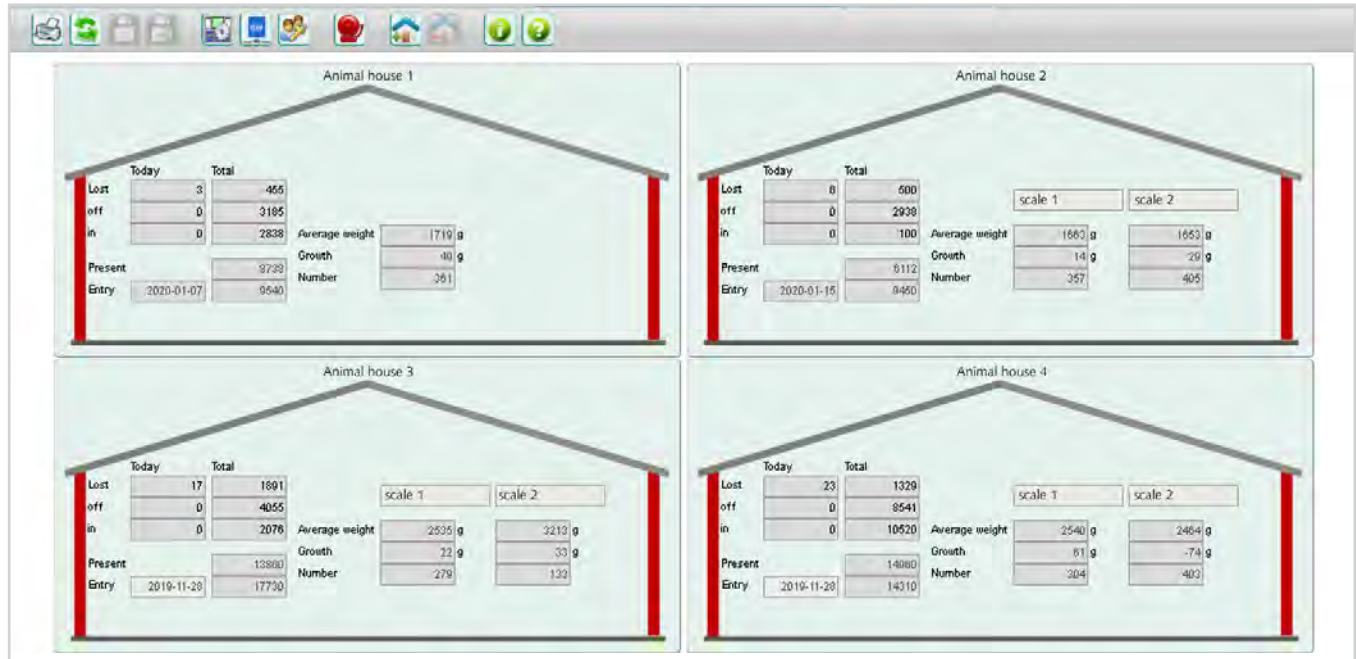 Animal house 1
Today Total
Lost 3 455
off 0 3185
in 0 2838 Average weight 1719 g
Growth 40 g
Present 8738
Number 361
Entry 2020-01-07 9540
Animal house 2
Today Total
Lost 8 500
scale 1 scale 2
off 0 2938
in 0 100 Average weight 1663 g 1653 g
Growth 14 g 29 g
Present 6112
Number 357 405
Entry 2020-01-15 9450
Animal house 3
Today Total
Lost 17 1891
scale 1 scale 2
off 0 4055
in 0 2076 Average weight 2535 g 3213 g
Growth 22 g 33 g
Present 13860
Number 279 133
Entry 2019-11-28 17730
Animal house 4
Today Total
Lost 23 1329
scale 1 scale 2
off 0 8541
in 0 10520 Average weight 2540 g 2464 g
Growth 61 g -74 g
Present 14960
Number 304 403
Entry 2019-11-28 14310